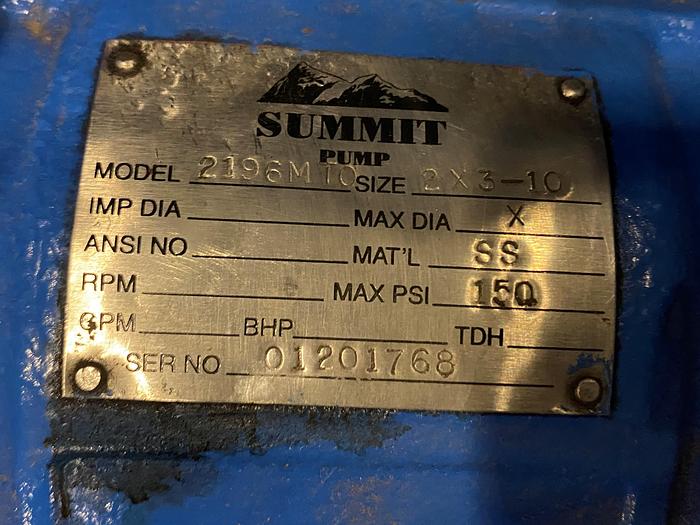 SUMMIT
PUMP
MODEL 2196MTO SIZE 2X3-10
IMP DIA MAX DIA X
ANSI NO MAT'L SS
RPM MAX PSI 150
GPM BHP TDH
SER NO 01201768